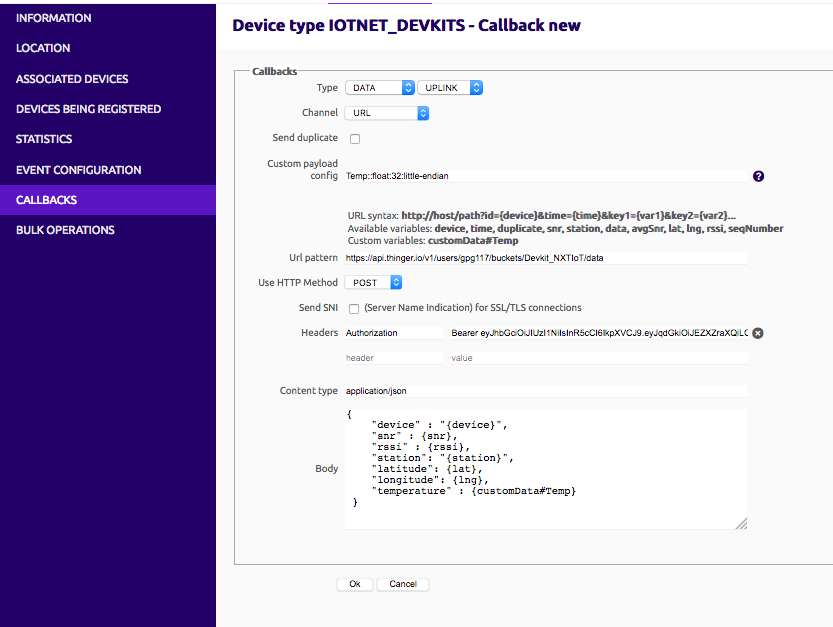 INFORMATION
LOCATION
ASSOCIATED DEVICES
DEVICES BEING REGISTERED
STATISTICS
EVENT CONFIGURATION
CALLBACKS
BULK OPERATIONS
Device type IOTNET_DEVKITS - Callback new
Callbacks
Type DATA UPLINK
Channel URL
Send duplicate
Custom payload
config Temp::float:32:little-endian ?
URL syntax: http://host/path?id={device}&time={time}&key1={var1}&key2={var2}...
Available variables: device, time, duplicate, snr, station, data, avgSnr, lat, lng, rssi, seqNumber
Custom variables: customData#Temp
Url pattern https://api.thinger.io/v1/users/gpg117/buckets/Devkit_NXTIoT/data
Use HTTP Method POST
Send SNI (Server Name Indication) for SSL/TLS connections
Headers Authorization Bearer
header value
Content type application/json
Body
{
"device" : "{device}",
"snr" : {snr},
"rssi" : {rssi},
"station": "{station}",
"latitude": {lat},
"longitude": {lng},
"temperature" : {customData#Temp}
}
Ok Cancel